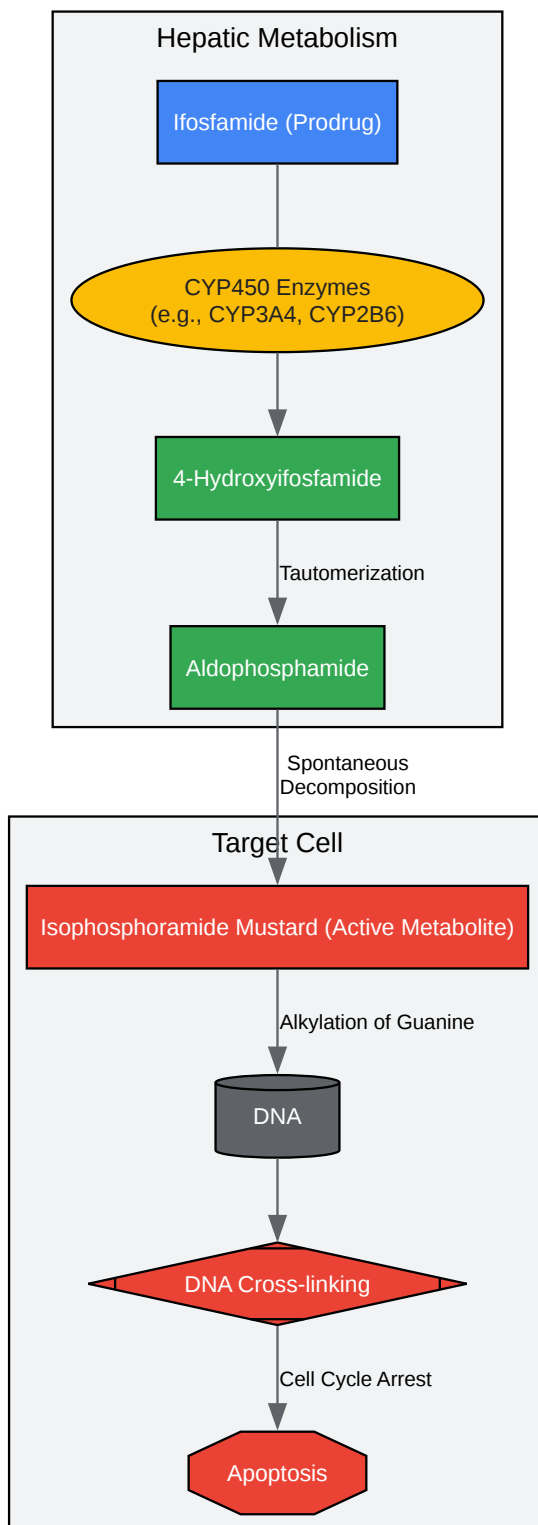 Hepatic Metabolism
Ifosfamide (Prodrug)
CYP450 Enzymes
(e.g., CYP3A4, CYP2B6)
4-Hydroxyifosfamide
Tautomerization
Aldophosphamide
Spontaneous
Decomposition
Target Cell
Isophosphoramide Mustard (Active Metabolite)
Alkylation of Guanine
DNA
DNA Cross-linking
Cell Cycle Arrest
Apoptosis